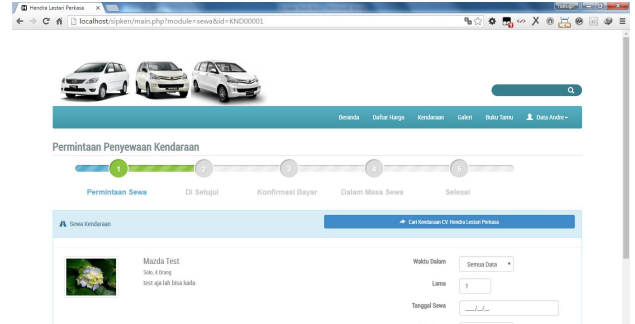 Hendra Lestari Perkasa
localhost/sipken/main.php?module=sewa&id=KND00001
Beranda Daftar Harga Kendaraan Galeri Buku Tamu Data Andre
Permintaan Penyewaan Kendaraan
1 2 3 4 5
Permintaan Sewa Di Setujui Konfirmasi Bayar Dalam Masa Sewa Selesai
Sewa Kendaraan
Cari Kendaraan CV. Hendra Lestari Perkasa
Mazda Test
Solo, 4 Orang
test aja lah bisa kada
Waktu Dalam Semua Data
Lama 1
Tanggal Sewa __/__/__